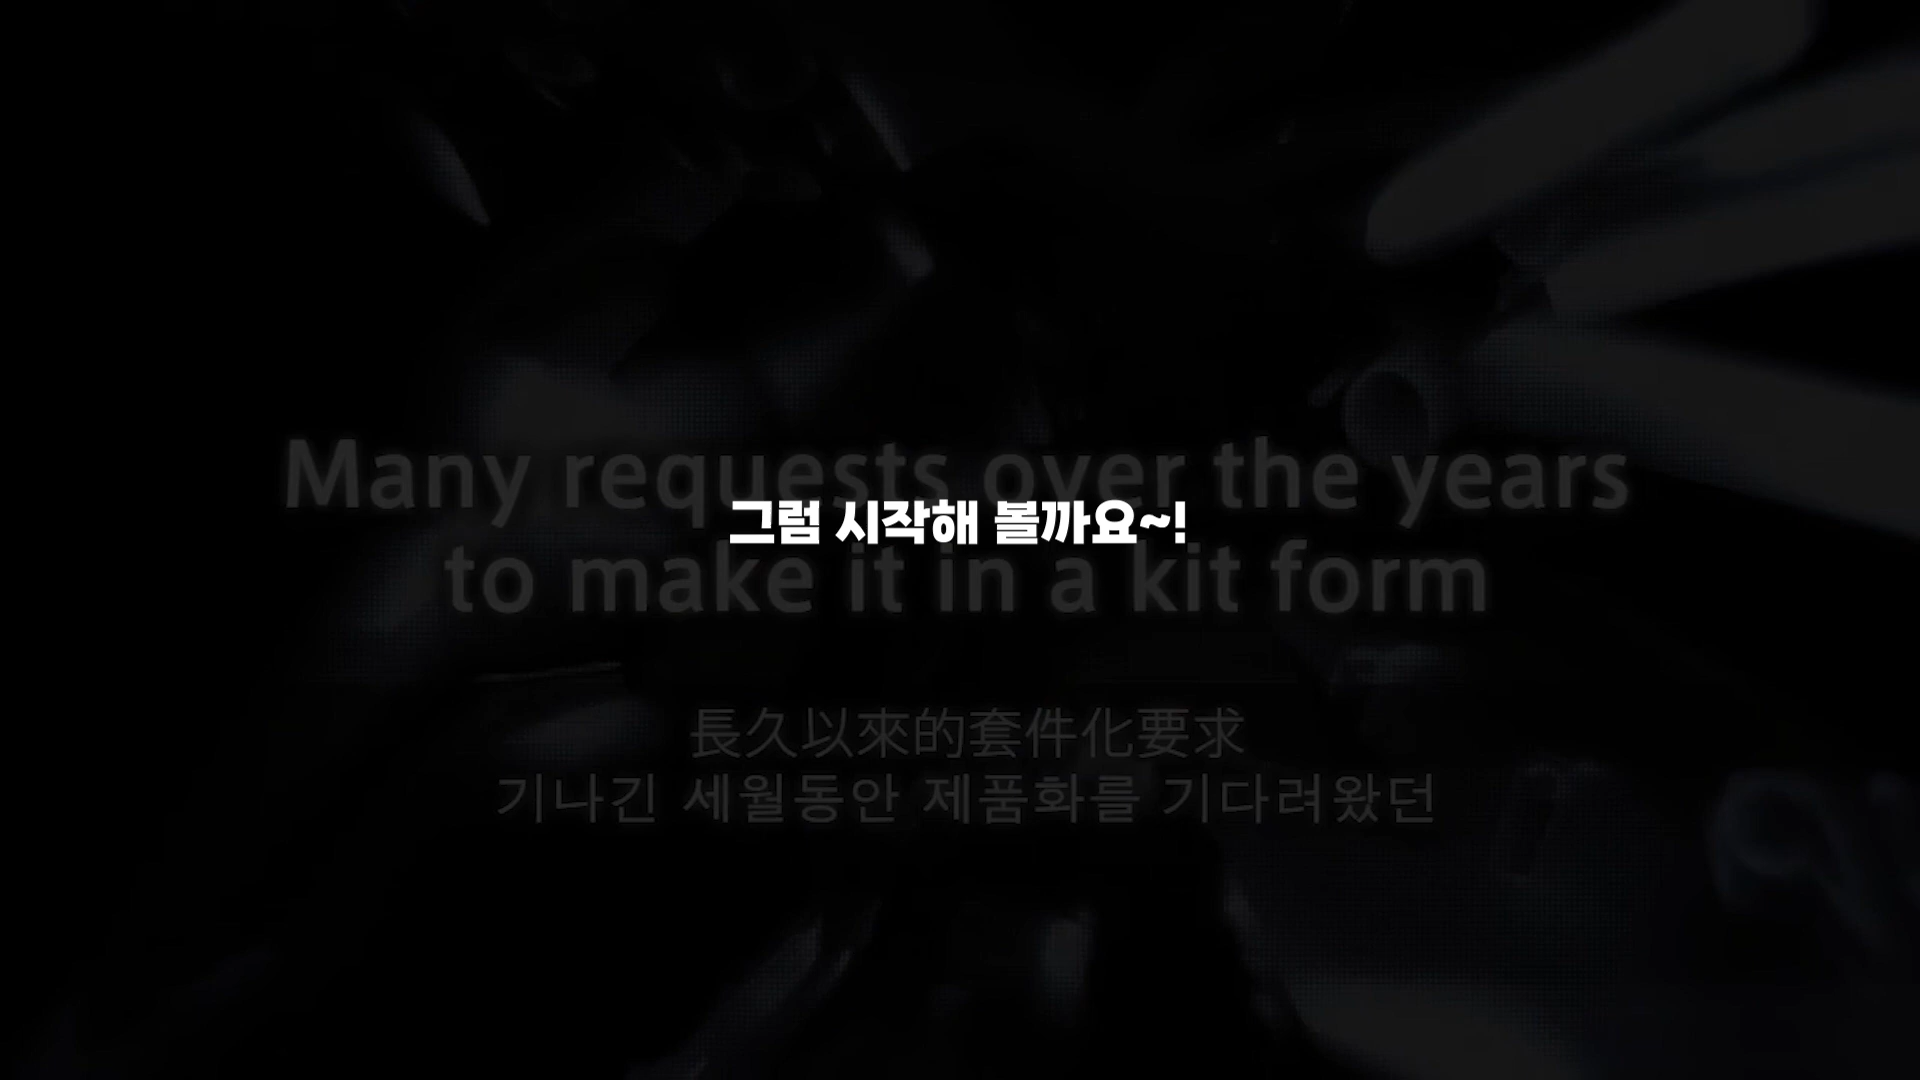 Many requests over the years
그럼 시작해 볼까요~!
to make it in a kit form
長久以來的套件化要求
기나긴 세월동안 제품화를 기다려왔던